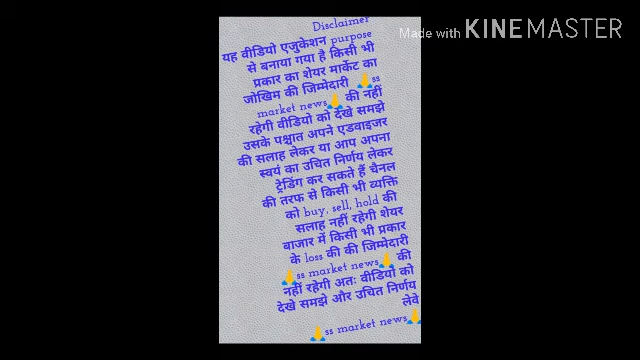 Made with KINEMASTER
Disclaimer
यह वीडियो एजुकेशन purpose
से बनाया गया है किसी भी
प्रकार का शेयर मार्केट का
जोखिम की जिम्मेदारी 🙏ss
market news🙏 की नहीं
रहेगी वीडियो को देखे समझे
उसके पश्चात अपने एडवाइजर
की सलाह लेकर या आप अपना
स्वयं का उचित निर्णय लेकर
ट्रेडिंग कर सकते हैं चैनल
की तरफ से किसी भी व्यक्ति
को buy, sell, hold की
सलाह नहीं रहेगी शेयर
बाजार में किसी भी प्रकार
के loss की की जिम्मेदारी
🙏ss market news🙏 की
नहीं रहेगी अतः वीडियो को
देखे समझे और उचित निर्णय
लेवे
🙏ss market news🙏